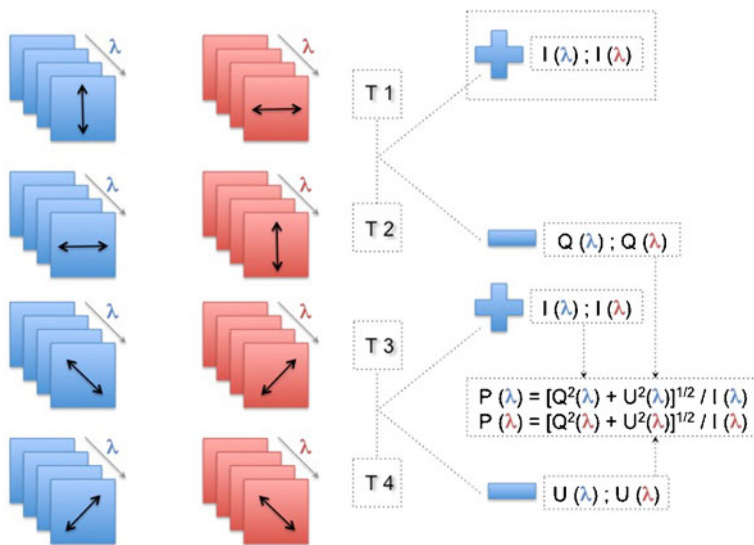 λ λ
T 1
I (λ) ; I (λ)
λ λ
T 2
Q (λ) ; Q (λ)
λ λ
T 3
I (λ) ; I (λ)
P (λ) = [Q²(λ) + U²(λ)]¹/² / I (λ)
P (λ) = [Q²(λ) + U²(λ)]¹/² / I (λ)
λ λ
T 4
U (λ) ; U (λ)